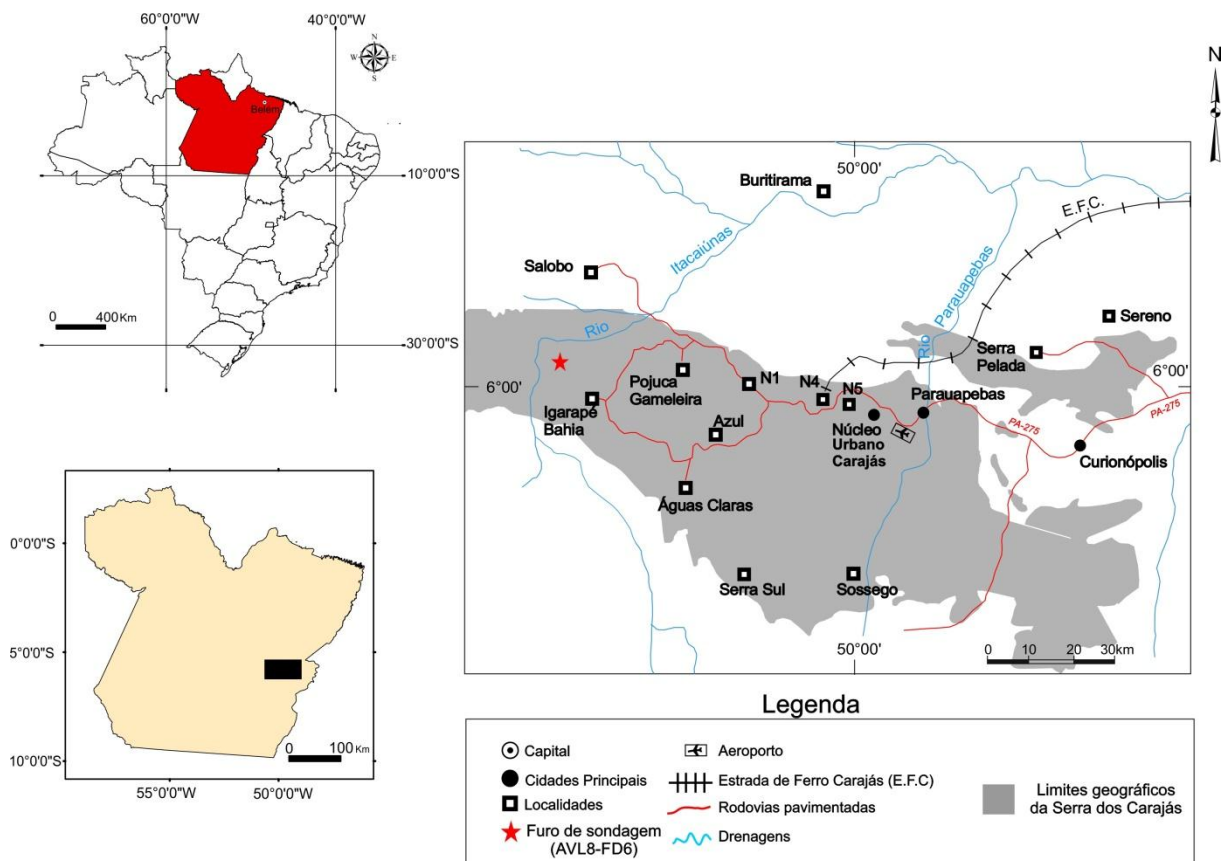 60°0'0"W
40°0'0"W
N
W
E
S
Belém
10°0'0"S
0
400 Km
30°0'0"S
0°0'0"
5°0'0"S
10°0'0"S
55°0'0"W
50°0'0"W
0
100 Km
N
50°00'
Buritirama
E.F.C.
Itacaiúnas
Rio
Salobo
Parauapebas
Rio
Sereno
Serra
Pelada
6°00'
6°00'
Pojuca
Gameleira
N1
N4
N5
Parauapebas
Igarapé
Bahia
Azul
Núcleo
Urbano
Carajás
PA-275
PA-275
Curionópolis
Águas Claras
Serra Sul
Sossego
50°00'
0
10
20
30km
Legenda
Capital
Cidades Principais
Localidades
Furo de sondagem
(AVL8-FD6)
Aeroporto
Estrada de Ferro Carajás (E.F.C)
Rodovias pavimentadas
Drenagens
Limites geográficos
da Serra dos Carajás